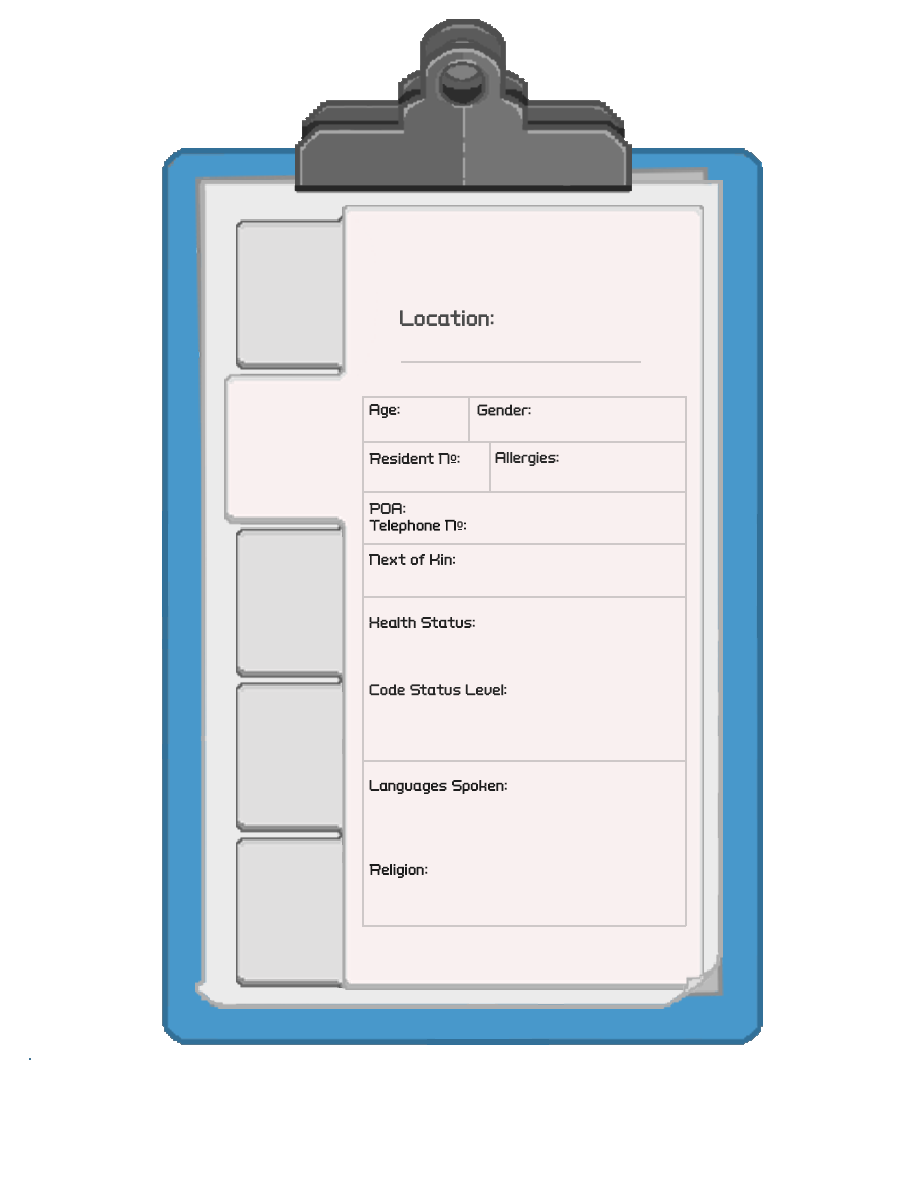 Location:
Age: Gender:
Resident Nº: Allergies:
POA:
Telephone Nº:
Next of Kin:
Health Status:
Code Status Level:
Languages Spoken:
Religion: